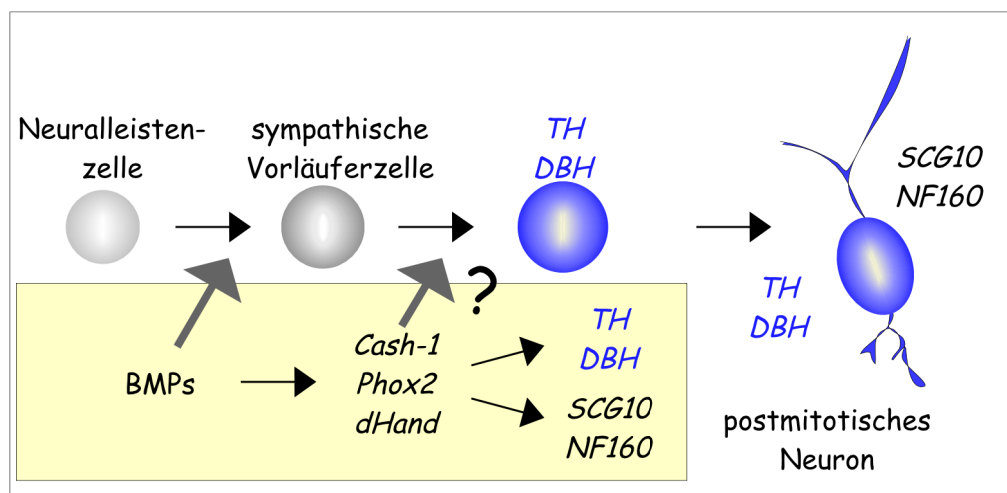 Neuralleisten-
zelle
sympathische
Vorläuferzelle
TH
DBH
SCG10
NF160
TH
DBH
?
BMPs
Cash-1
Phox2
dHand
TH
DBH
SCG10
NF160
postmitotisches
Neuron